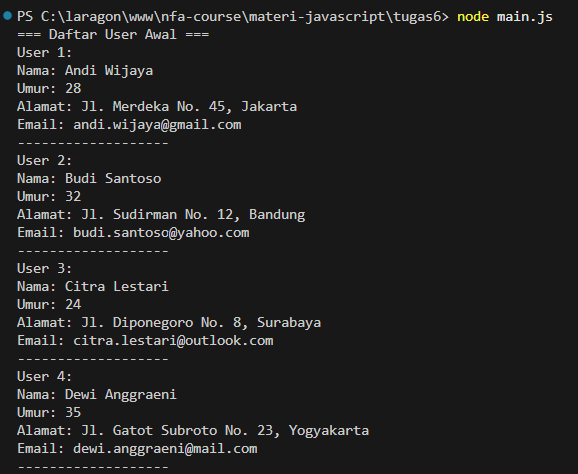 PS C:\laragon\www\nfa-course\materi-javascript\tugas6> node main.js
=== Daftar User Awal ===
User 1:
Nama: Andi Wijaya
Umur: 28
Alamat: Jl. Merdeka No. 45, Jakarta
Email: andi.wijaya@gmail.com
-------------------
User 2:
Nama: Budi Santoso
Umur: 32
Alamat: Jl. Sudirman No. 12, Bandung
Email: budi.santoso@yahoo.com
-------------------
User 3:
Nama: Citra Lestari
Umur: 24
Alamat: Jl. Diponegoro No. 8, Surabaya
Email: citra.lestari@outlook.com
-------------------
User 4:
Nama: Dewi Anggraeni
Umur: 35
Alamat: Jl. Gatot Subroto No. 23, Yogyakarta
Email: dewi.anggraeni@mail.com
-------------------